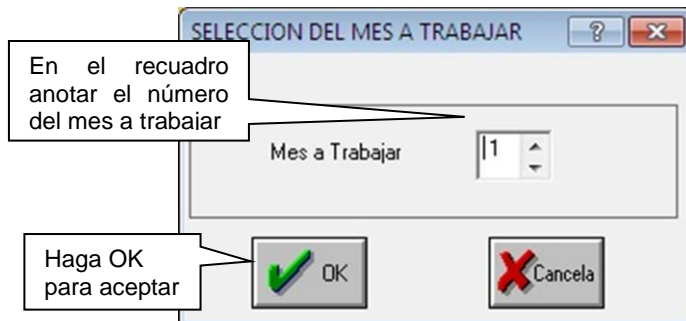 SELECCION DEL MES A TRABAJAR
En el recuadro
anotar el número
del mes a trabajar
Mes a Trabajar 1
Haga OK
para aceptar
OK
Cancela